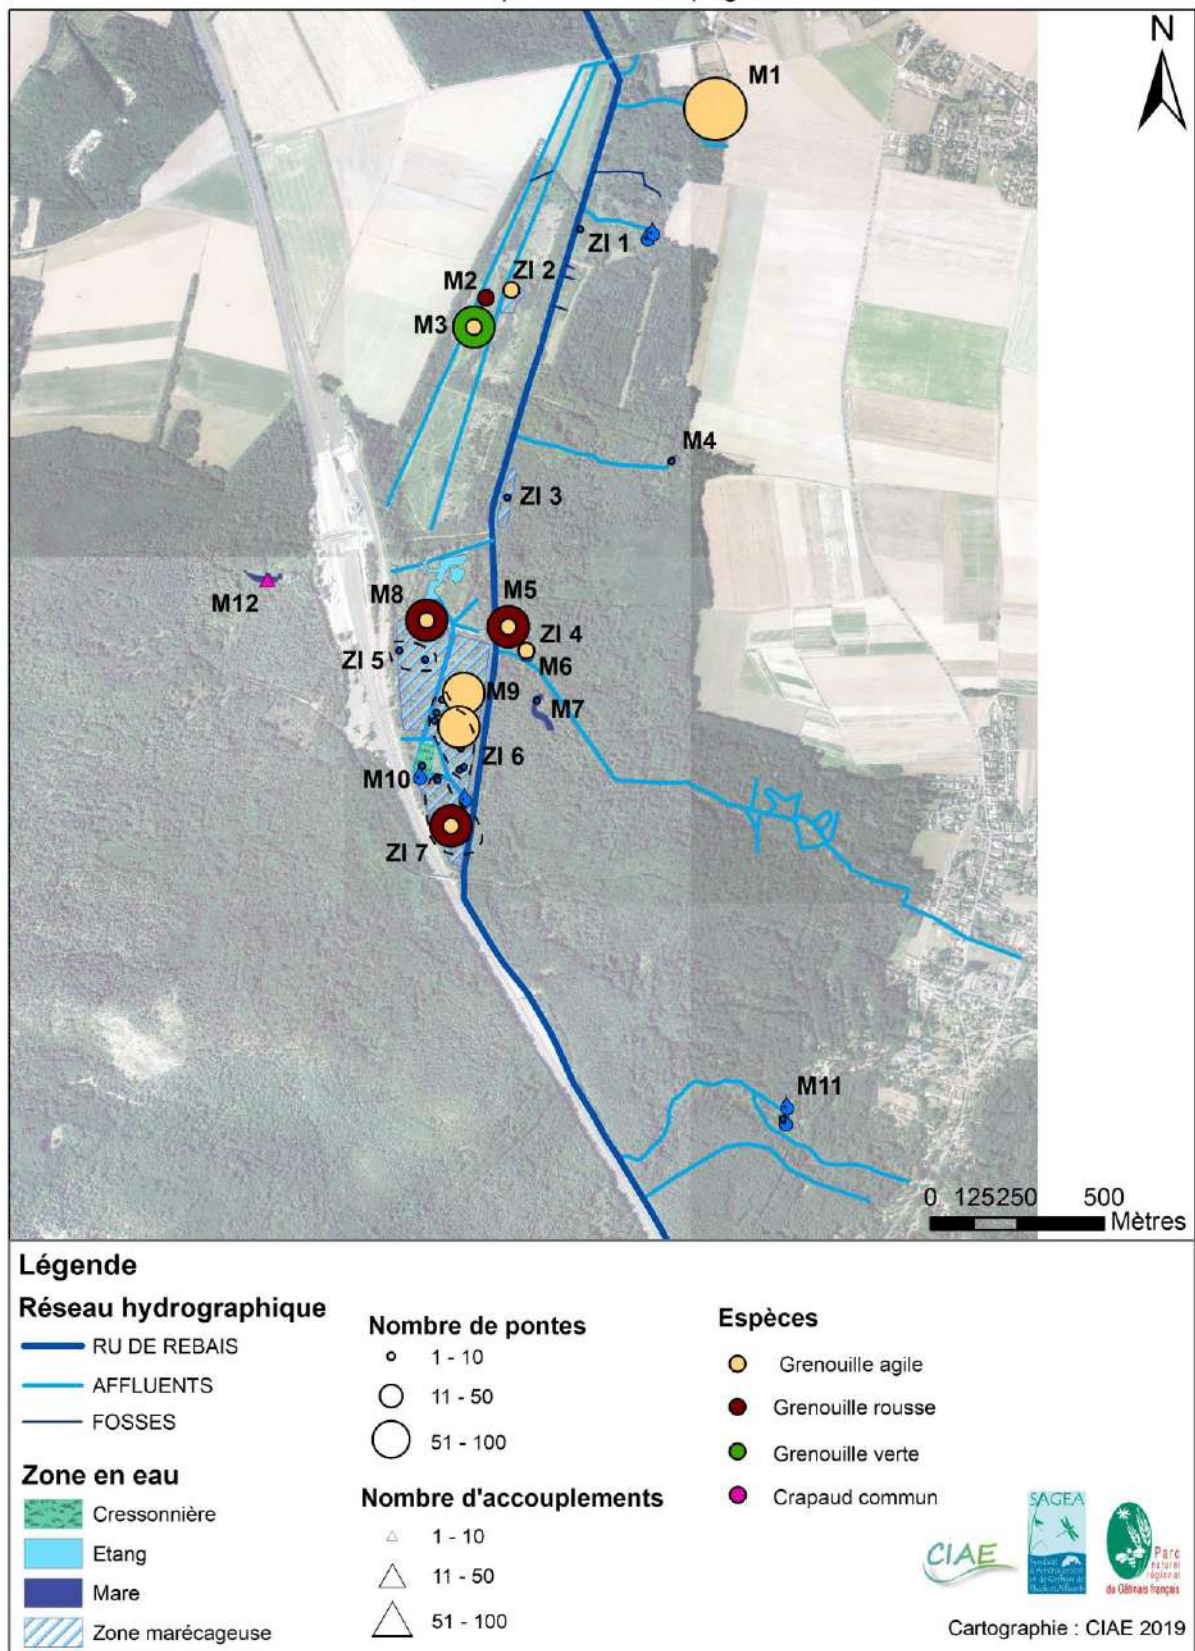 N
M1
ZI 1
ZI 2
M2
M3
M4
ZI 3
M12
M8
M5
ZI 4
M6
ZI 5
M9
M7
ZI 6
M10
ZI 7
M11
0 125250 500
Mètres
Légende
Réseau hydrographique
RU DE REBAIS
AFFLUENTS
FOSSES
Zone en eau
Cressonnière
Etang
Mare
Zone marécageuse
Nombre de pontes
1 - 10
11 - 50
51 - 100
Nombre d'accouplements
1 - 10
11 - 50
51 - 100
Espèces
Grenouille agile
Grenouille rousse
Grenouille verte
Crapaud commun
CIAE
SAGEA
Parc
naturel
régional
du Gâtinais français
Cartographie : CIAE 2019